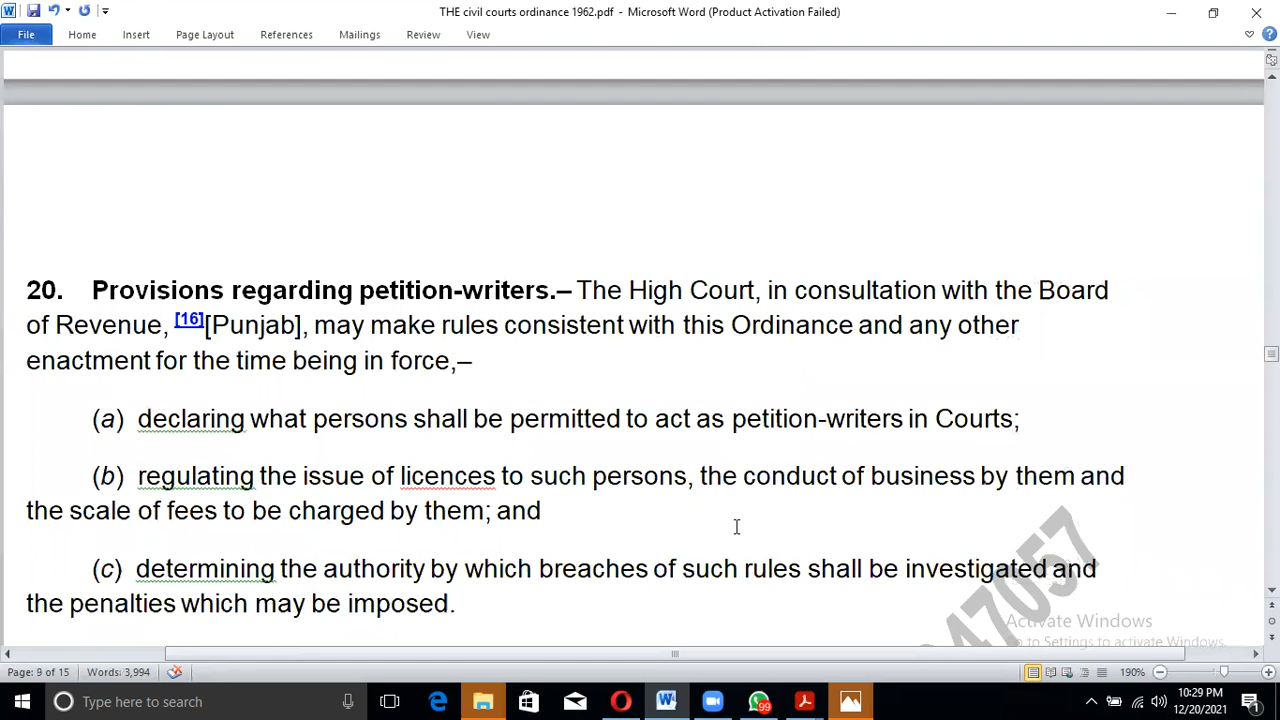 THE civil courts ordinance 1962.pdf - Microsoft Word (Product Activation Failed)
File Home Insert Page Layout References Mailings Review View
20. Provisions regarding petition-writers.– The High Court, in consultation with the Board
of Revenue, [16][Punjab], may make rules consistent with this Ordinance and any other
enactment for the time being in force,–
(a) declaring what persons shall be permitted to act as petition-writers in Courts;
(b) regulating the issue of licences to such persons, the conduct of business by them and
the scale of fees to be charged by them; and
(c) determining the authority by which breaches of such rules shall be investigated and
the penalties which may be imposed.
47057
Activate Windows
Go to Settings to activate Windows.
Page: 9 of 15 Words: 3,994 190%
Type here to search
99
10:29 PM
12/20/2021
1